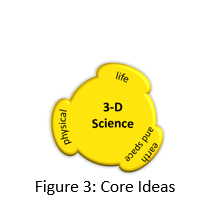 life
3-D
Science
physical
earth
and space
Figure 3: Core Ideas